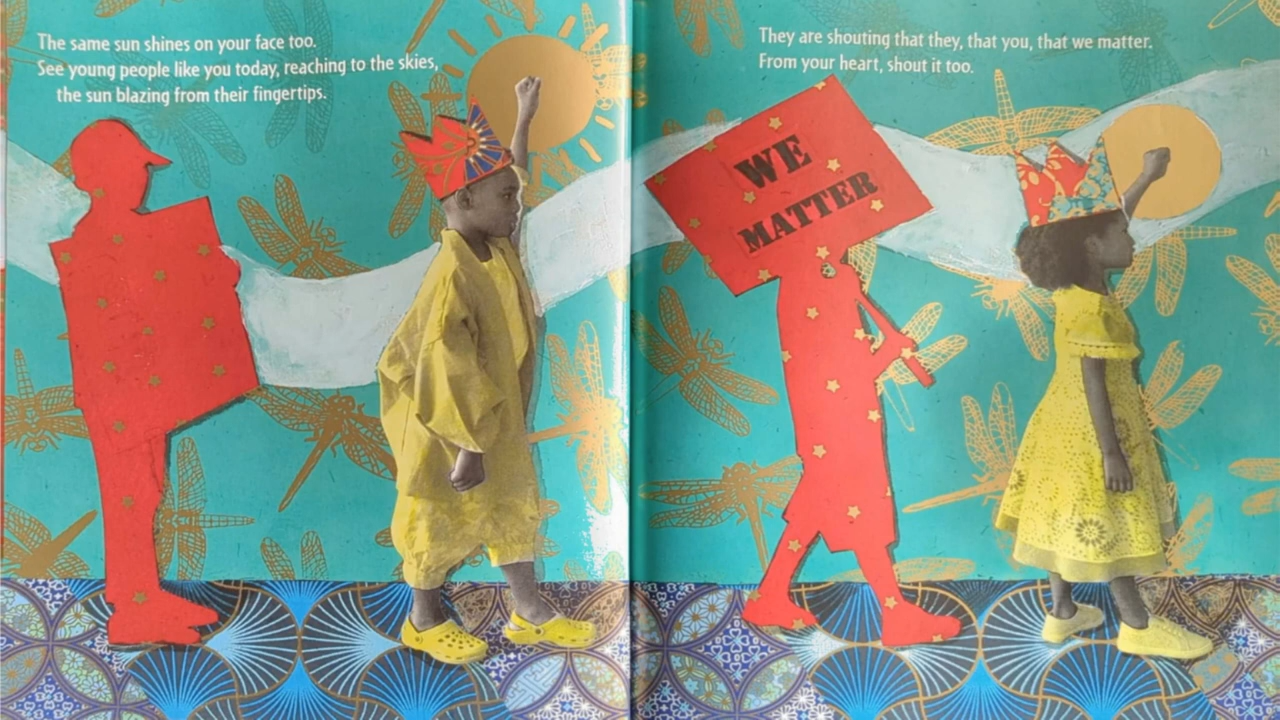 The same sun shines on your face too.
See young people like you today, reaching to the skies,
the sun blazing from their fingertips.
They are shouting that they, that you, that we matter.
From your heart, shout it too.
WE
MATTER